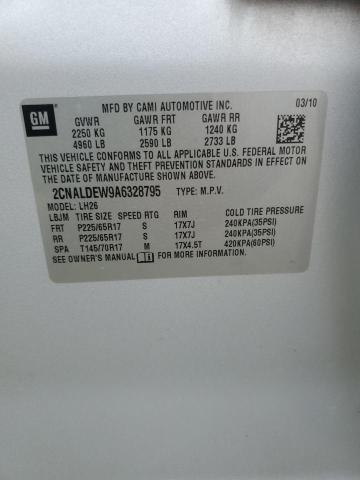 GM
MFD BY CAMI AUTOMOTIVE INC. 03/10
GVWR GAWR FRT GAWR RR
2250 KG 1175 KG 1240 KG
4960 LB 2590 LB 2733 LB
THIS VEHICLE CONFORMS TO ALL APPLICABLE U.S. FEDERAL MOTOR
VEHICLE SAFETY AND THEFT PREVENTION STANDARDS IN EFFECT ON
THE DATE OF MANUFACTURE SHOWN ABOVE.
2CNALDEW9A6328795 TYPE: M.P.V.
MODEL: LH26
LBJM TIRE SIZE SPEED RTG RIM COLD TIRE PRESSURE
FRT P225/65R17 S 17X7J 240KPA(35PSI)
RR P225/65R17 S 17X7J 240KPA(35PSI)
SPA T145/70R17 M 17X4.5T 420KPA(60PSI)
SEE OWNER'S MANUAL FOR MORE INFORMATION.